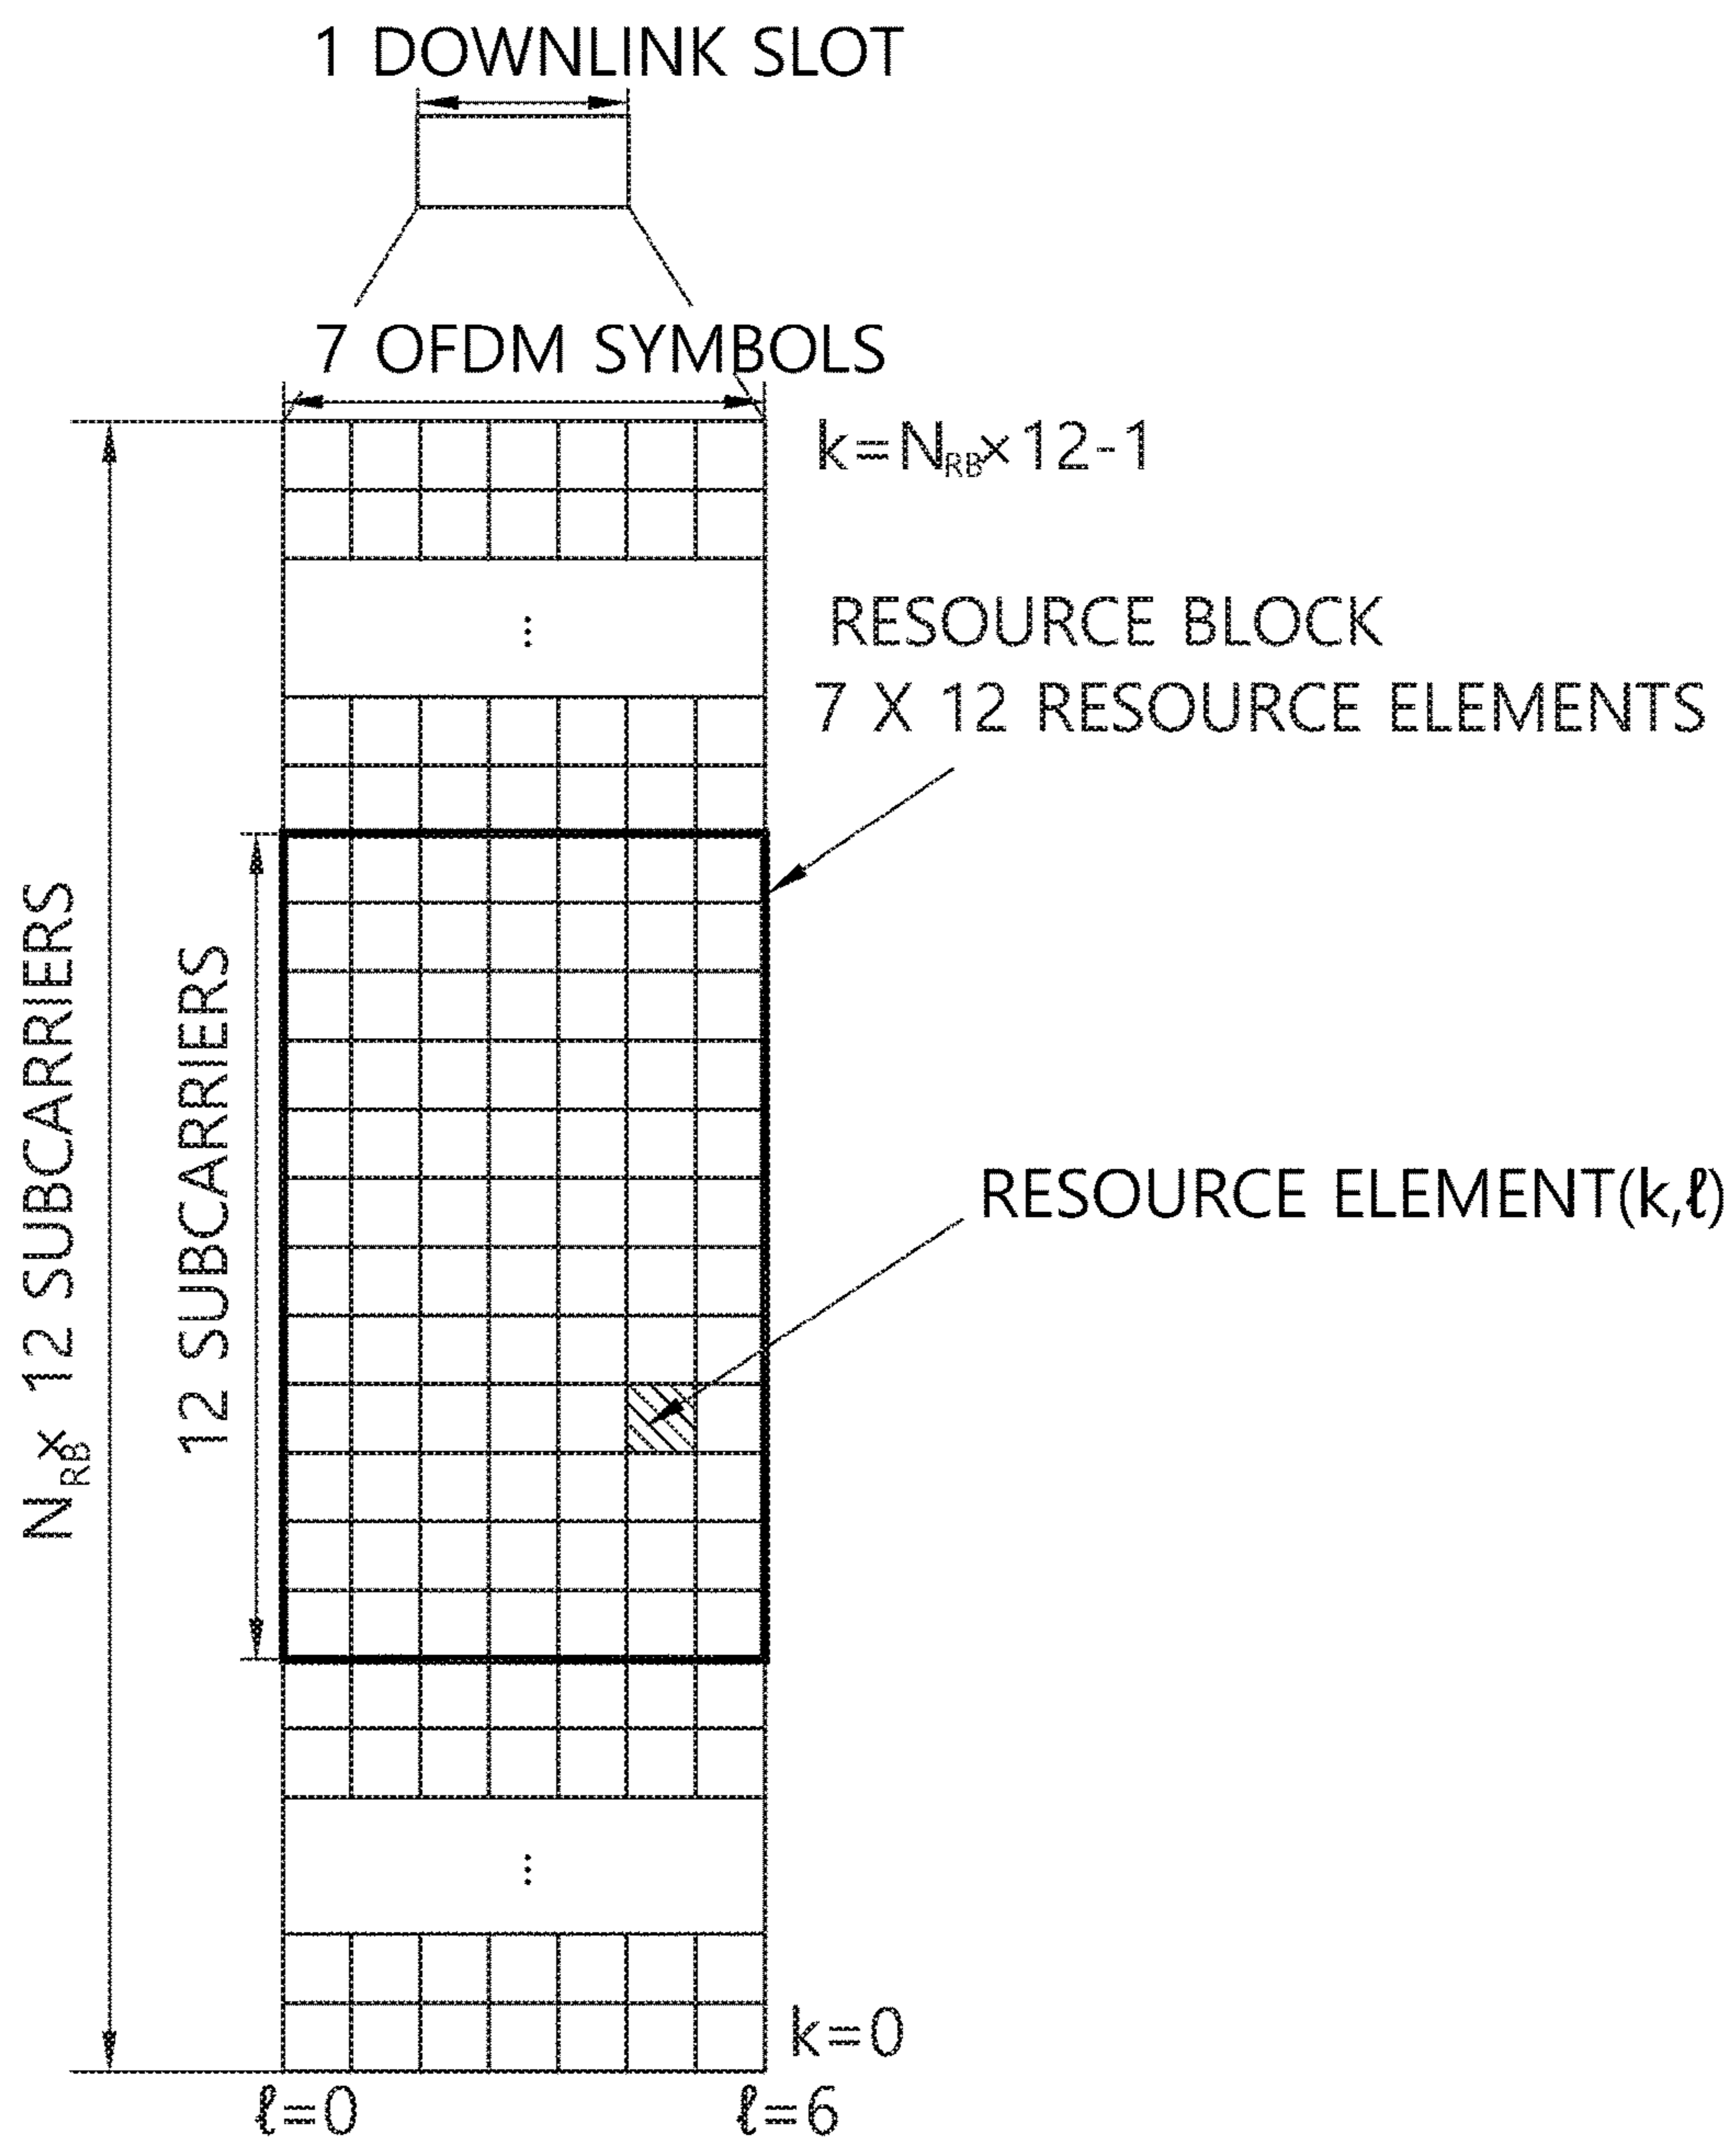 1 DOWNLINK SLOT
7 OFDM SYMBOLS
k=N_RB×12-1
RESOURCE BLOCK
7 X 12 RESOURCE ELEMENTS
N_RB× 12 SUBCARRIERS
12 SUBCARRIERS
RESOURCE ELEMENT(k,ℓ)
k=0
ℓ=0
ℓ=6